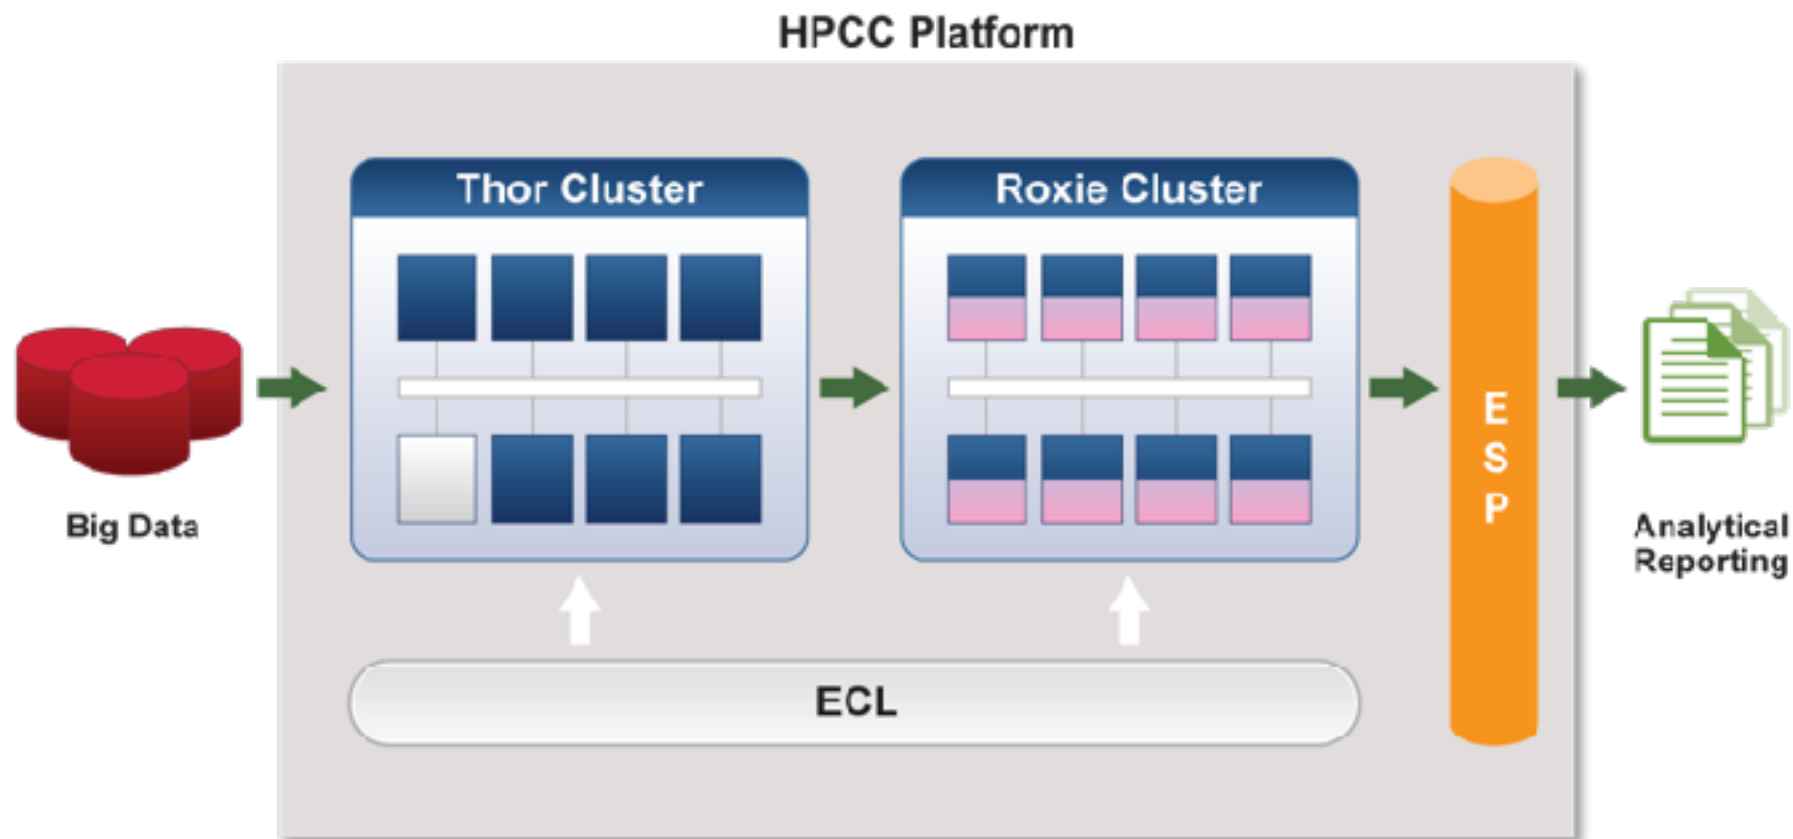 HPCC Platform
Thor Cluster
Roxie Cluster
Big Data
E
S
P
Analytical
Reporting
ECL